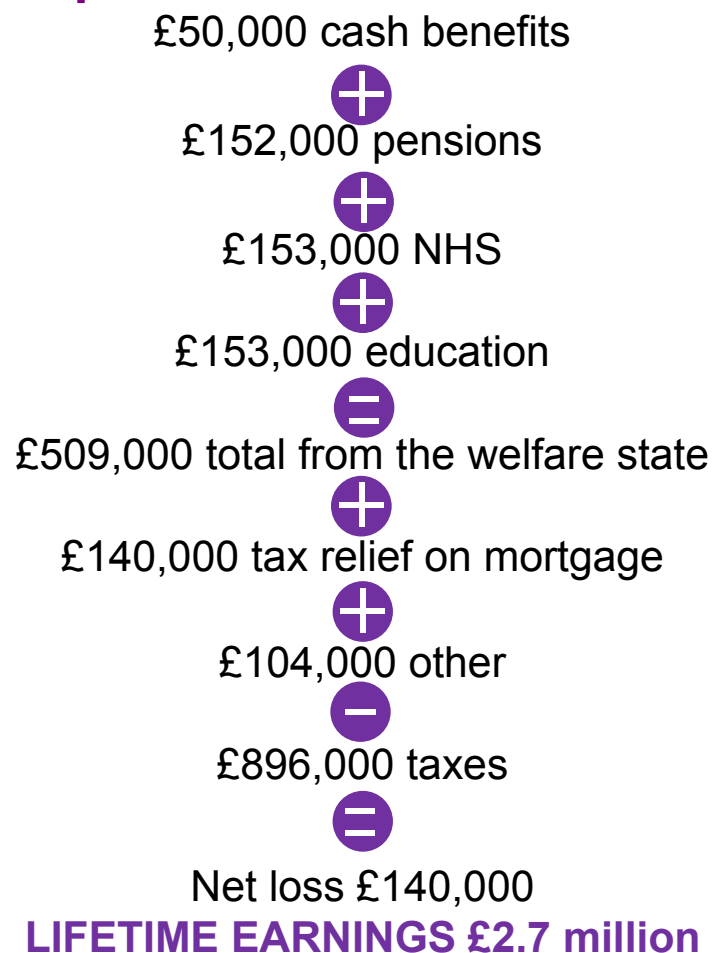 £50,000 cash benefits
+
£152,000 pensions
+
£153,000 NHS
+
£153,000 education
=
£509,000 total from the welfare state
+
£140,000 tax relief on mortgage
+
£104,000 other
-
£896,000 taxes
=
Net loss £140,000
LIFETIME EARNINGS £2.7 million